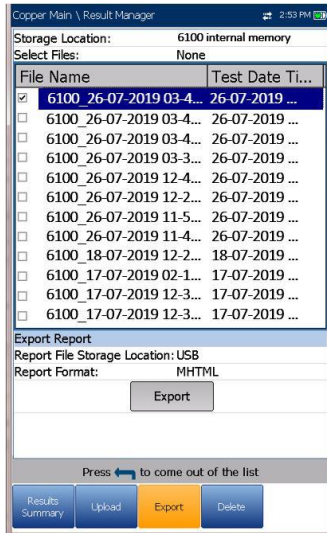 Copper Main \ Result Manager 2:53 PM
Storage Location: 6100 internal memory
Select Files: None
File Name Test Date Ti...
6100_26-07-2019 03-4... 26-07-2019 ...
6100_26-07-2019 03-4... 26-07-2019 ...
6100_26-07-2019 03-4... 26-07-2019 ...
6100_26-07-2019 03-3... 26-07-2019 ...
6100_26-07-2019 12-4... 26-07-2019 ...
6100_26-07-2019 12-2... 26-07-2019 ...
6100_26-07-2019 11-5... 26-07-2019 ...
6100_26-07-2019 11-4... 26-07-2019 ...
6100_18-07-2019 12-2... 18-07-2019 ...
6100_17-07-2019 02-1... 17-07-2019 ...
6100_17-07-2019 12-3... 17-07-2019 ...
6100_17-07-2019 12-3... 17-07-2019 ...
Export Report
Report File Storage Location: USB
Report Format: MHTML
Export
Press to come out of the list
Results Summary Upload Export Delete